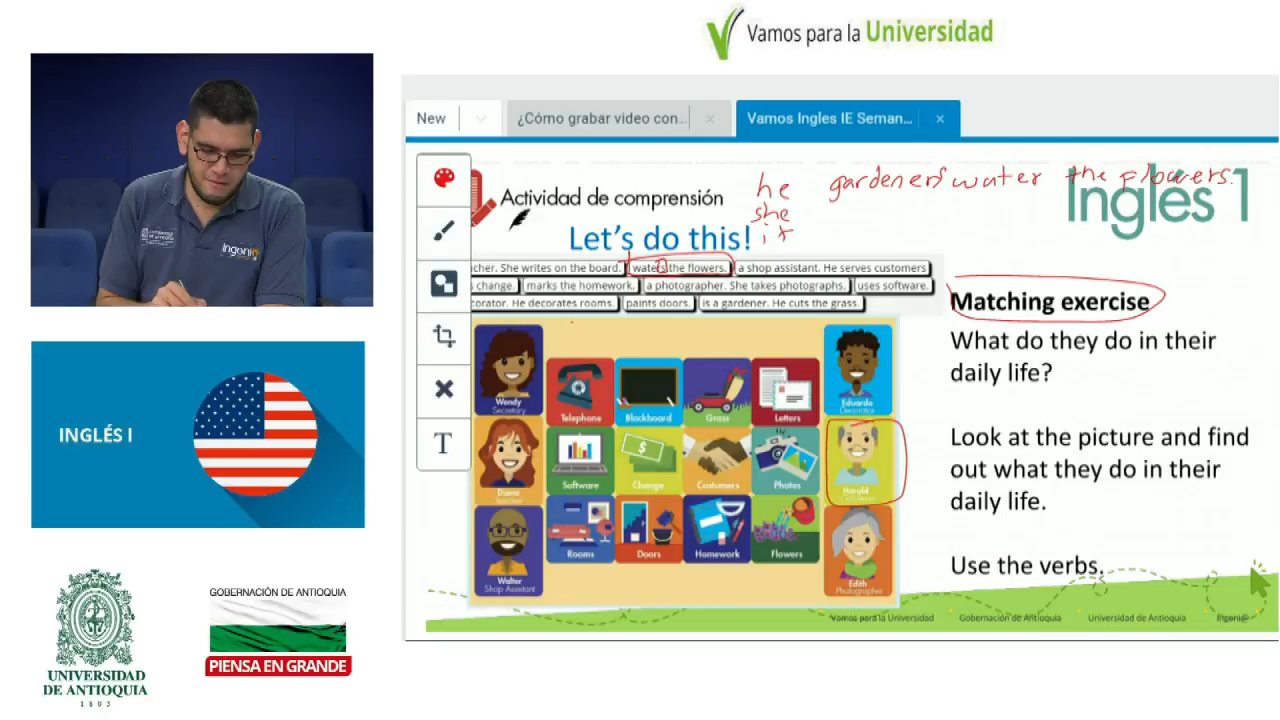 Vamos para la Universidad
New
¿Cómo grabar video con...
Vamos Ingles IE Seman...
Actividad de comprensión
he
she
it
gardeners water the flowers.
Inglés 1
Let's do this!
cher. She writes on the board. waters the flowers. a shop assistant. He serves customers
change. marks the homework. a photographer. She takes photographs. uses software.
corator. He decorates rooms. paints doors. is a gardener. He cuts the grass.
Matching exercise
What do they do in their
daily life?
Look at the picture and find
out what they do in their
daily life.
Use the verbs.
Wendy
Secretary
Telephone
Blackboard
Grass
Letters
Eduardo
Decorator
Diana
Teacher
Software
Change
Customers
Photos
Harold
Walter
Shop Assistant
Rooms
Doors
Homework
Flowers
Edith
Photographer
T
Vamos para la Universidad
Gobernación de Antioquia
Universidad de Antioquia
Ingeni@
ingeni@
INGLÉS I
UNIVERSIDAD
DE ANTIOQUIA
1803
GOBERNACIÓN DE ANTIOQUIA
PIENSA EN GRANDE